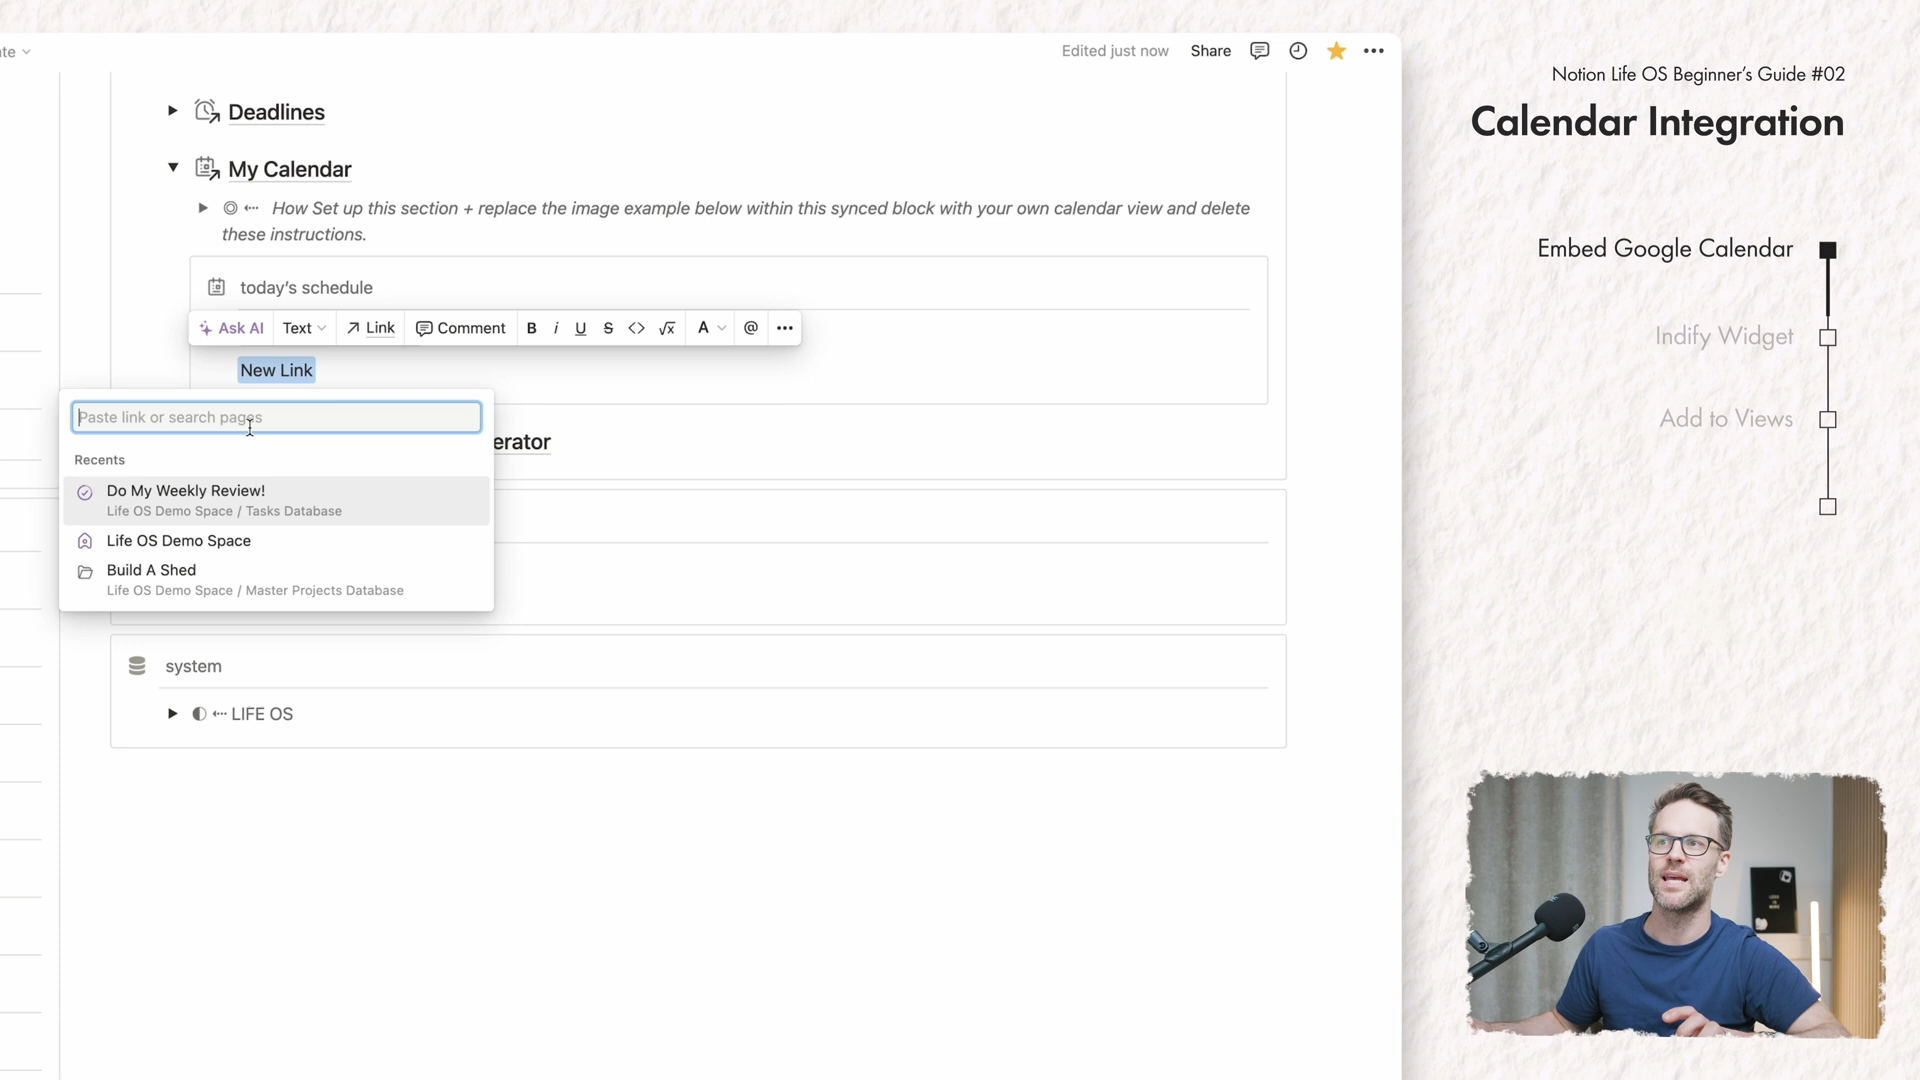 te
Edited just now
Share
Notion Life OS Beginner’s Guide #02
Calendar Integration
Deadlines
My Calendar
How Set up this section + replace the image example below within this synced block with your own calendar view and delete
these instructions.
today’s schedule
Ask AI Text Link Comment B i U S <> √x A @ •••
New Link
Paste link or search pages
erator
Recents
Do My Weekly Review!
Life OS Demo Space / Tasks Database
Life OS Demo Space
Build A Shed
Life OS Demo Space / Master Projects Database
system
LIFE OS
Embed Google Calendar
Indify Widget
Add to Views